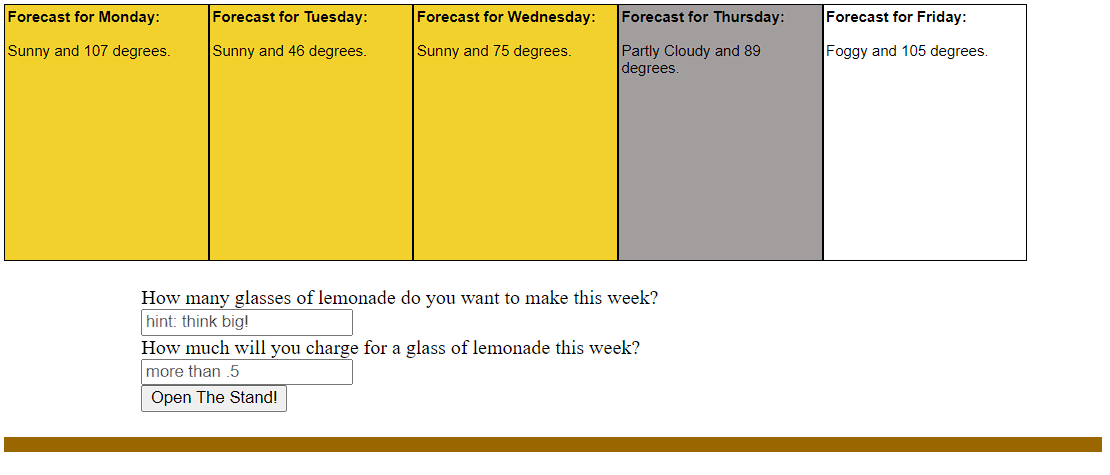 Forecast for Monday:
Sunny and 107 degrees.
Forecast for Tuesday:
Sunny and 46 degrees.
Forecast for Wednesday:
Sunny and 75 degrees.
Forecast for Thursday:
Partly Cloudy and 89
degrees.
Forecast for Friday:
Foggy and 105 degrees.
How many glasses of lemonade do you want to make this week?
hint: think big!
How much will you charge for a glass of lemonade this week?
more than .5
Open The Stand!